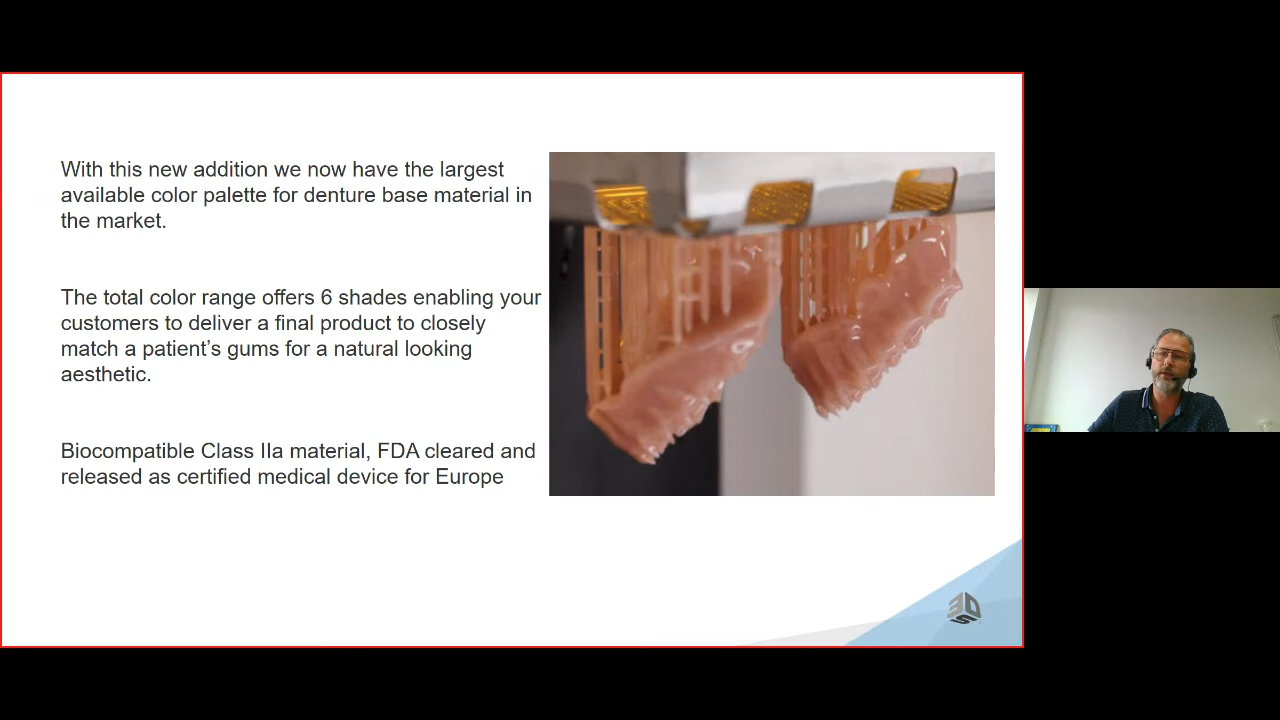 With this new addition we now have the largest
available color palette for denture base material in
the market.
The total color range offers 6 shades enabling your
customers to deliver a final product to closely
match a patient’s gums for a natural looking
aesthetic.
Biocompatible Class IIa material, FDA cleared and
released as certified medical device for Europe
3DS